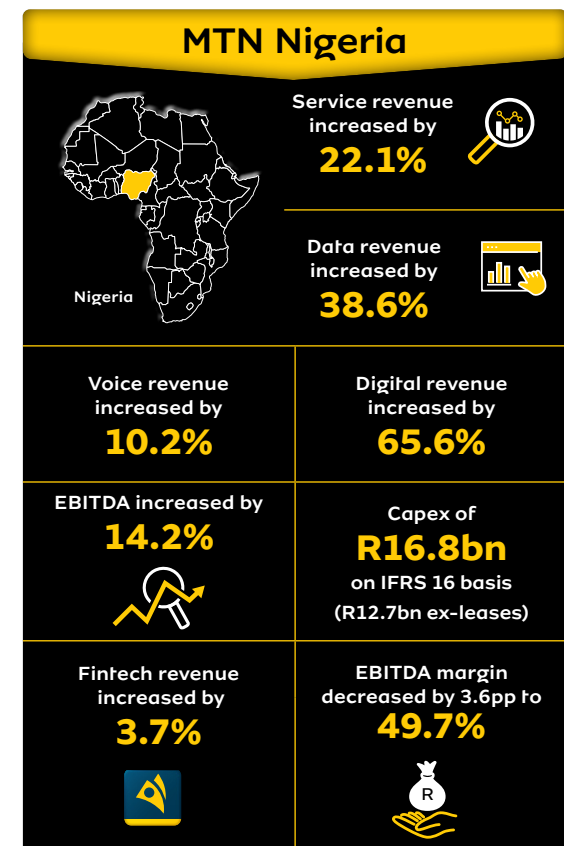 MTN Nigeria
Service revenue
increased by
22.1%
Data revenue
increased by
38.6%
Nigeria
Voice revenue
increased by
10.2%
Digital revenue
increased by
65.6%
EBITDA increased by
14.2%
Capex of
R16.8bn
on IFRS 16 basis
(R12.7bn ex-leases)
Fintech revenue
increased by
3.7%
EBITDA margin
decreased by 3.6pp to
49.7%
R